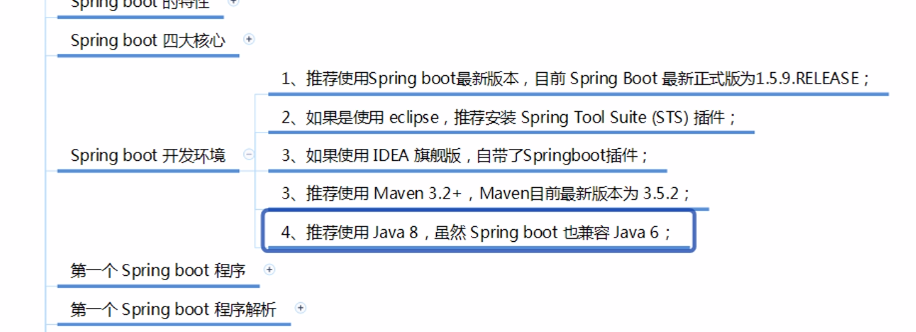 Spring boot 的特性
Spring boot 四大核心
Spring boot 开发环境
1、推荐使用Spring boot最新版本，目前 Spring Boot 最新正式版为1.5.9.RELEASE；
2、如果是使用 eclipse，推荐安装 Spring Tool Suite (STS) 插件；
3、如果使用 IDEA 旗舰版，自带了Springboot插件；
3、推荐使用 Maven 3.2+，Maven目前最新版本为 3.5.2；
4、推荐使用 Java 8，虽然 Spring boot 也兼容 Java 6；
第一个 Spring boot 程序
第一个 Spring boot 程序解析